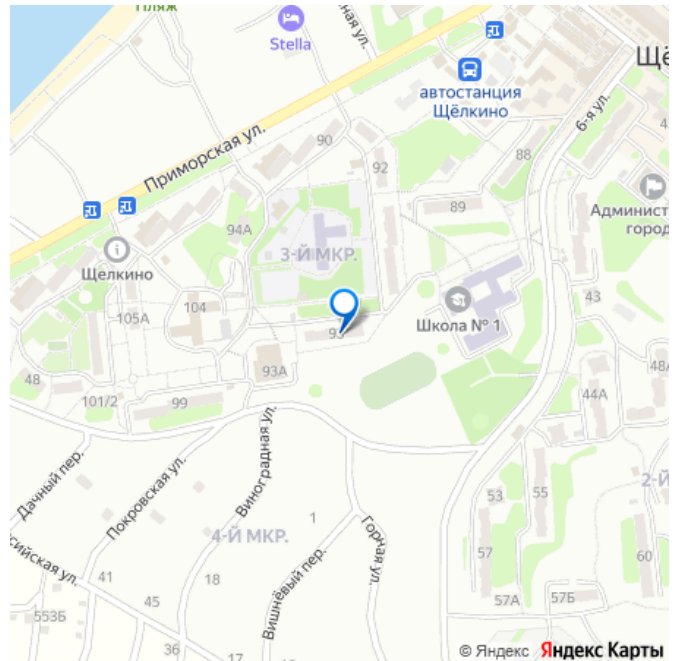 Пляж
Stella
ная ул.
Щё
автостанция
Щёлкино
6-я ул.
Приморская ул.
90
92
88
Админист
город
89
94А
3-Й МКР.
Щелкино
104
105А
Школа № 1
43
93
93А
48
101/2
99
44А
48А
Дачный пер.
Покровская ул.
Виноградная ул.
53
55
2-Й
4-Й МКР.
1
Горная ул.
сийская ул.
Вишнёвый пер.
57
60
41
18
45
553Б
57А
57Б
36
17
© Яндекс Яндекс Карты